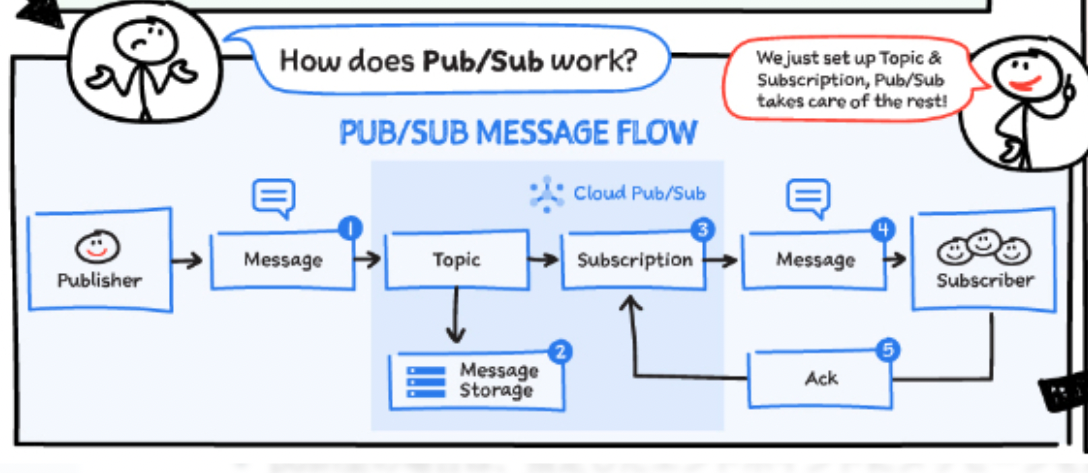 How does Pub/Sub work?
We just set up Topic &
Subscription, Pub/Sub
takes care of the rest!
PUB/SUB MESSAGE FLOW
Cloud Pub/Sub
Publisher
1
Message
Topic
3
Subscription
4
Message
Subscriber
2
Message
Storage
5
Ack